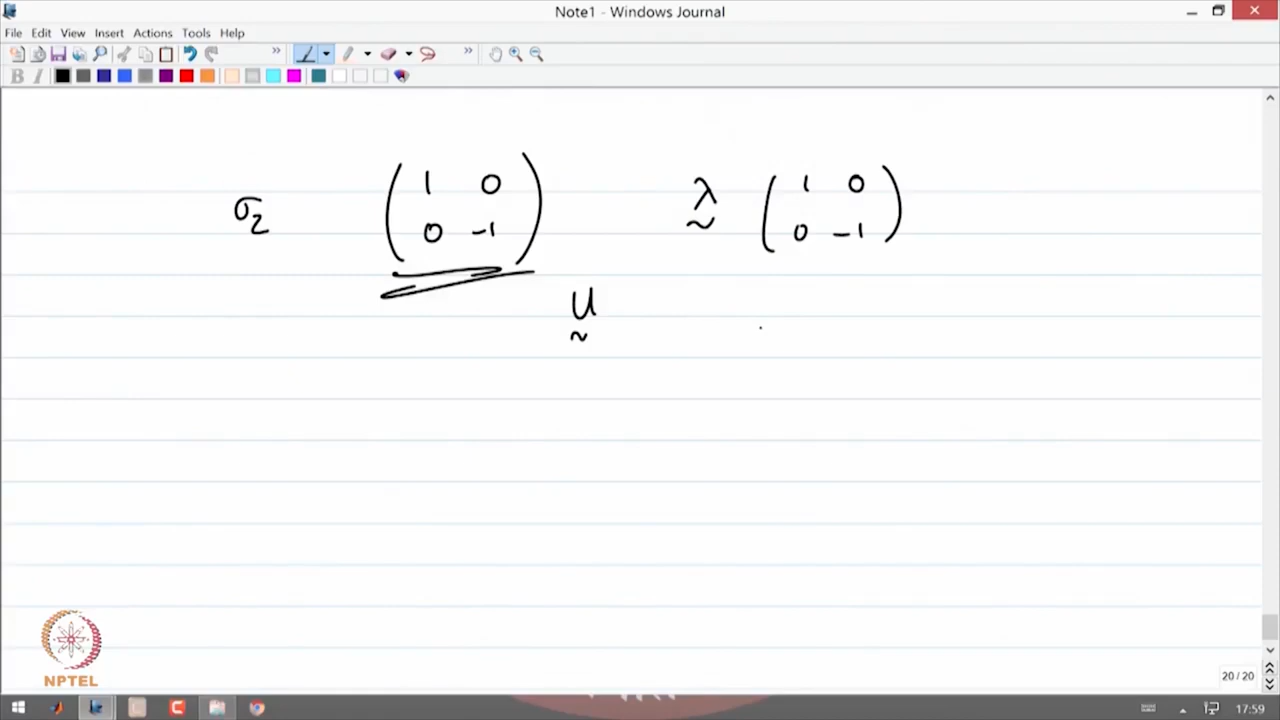 Note1 - Windows Journal
File Edit View Insert Actions Tools Help
σ2 ( 1 0 λ ( 1 0
0 -1 ) ~ 0 -1 )
U
~
NPTEL
20 / 20
17:59